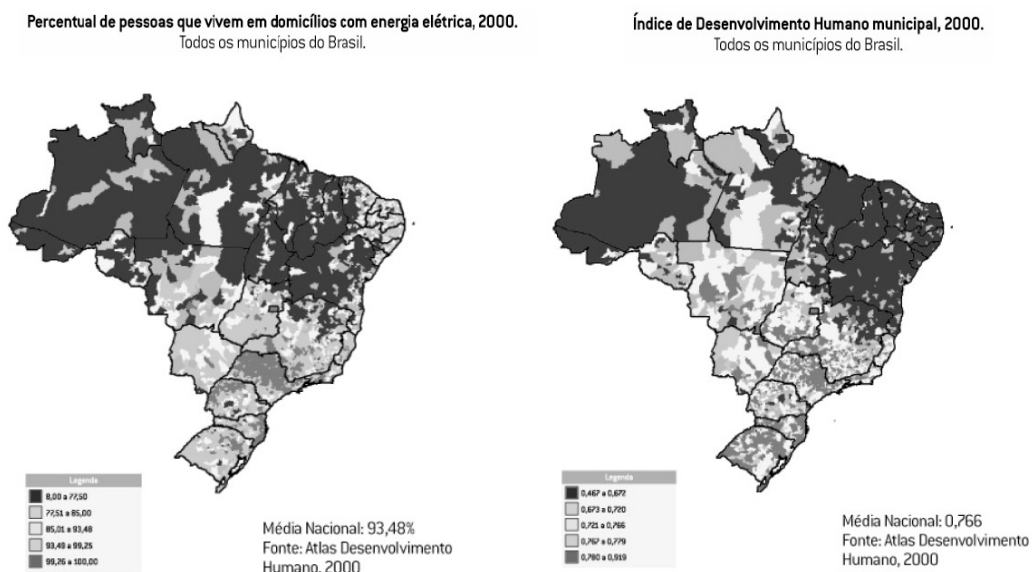 Percentual de pessoas que vivem em domicílios com energia elétrica, 2000.
Todos os municípios do Brasil.
Legenda
8,00 a 77,50
77,51 a 85,00
85,01 a 93,48
93,49 a 99,25
99,26 a 100,00
Média Nacional: 93,48%
Fonte: Atlas Desenvolvimento
Humano, 2000
Índice de Desenvolvimento Humano municipal, 2000.
Todos os municípios do Brasil.
Legenda
0,467 a 0,672
0,673 a 0,720
0,721 a 0,766
0,767 a 0,779
0,780 a 0,919
Média Nacional: 0,766
Fonte: Atlas Desenvolvimento
Humano, 2000